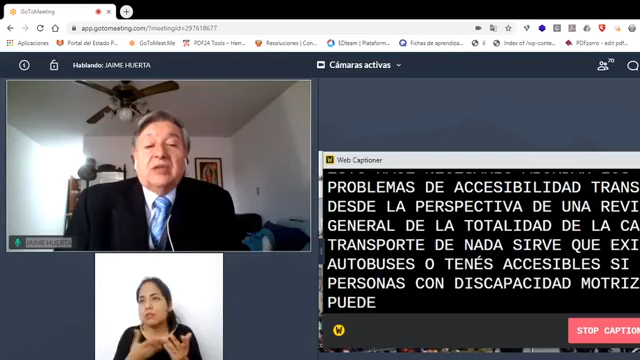 GoToMeeting
app.gotomeeting.com/?meetingId=297618677
Aplicaciones
Portal del Estado P
GoToMeet.Me
PDF24 Tools – Herr...
Resoluciones | Con
EDteam | Plataform...
Fichas de aprendiza
Index of /wp-conte
PDFzorro - edit pdf
Hablando: JAIME HUERTA
Cámaras activas
70
Web Captioner
PROBLEMAS DE ACCESIBILIDAD TRANS
DESDE LA PERSPECTIVA DE UNA REVI
GENERAL DE LA TOTALIDAD DE LA CA
TRANSPORTE DE NADA SIRVE QUE EXI
AUTOBUSES O TENÉS ACCESIBLES SI
PERSONAS CON DISCAPACIDAD MOTRIZ
PUEDE
STOP CAPTION
JAIME HUERTA